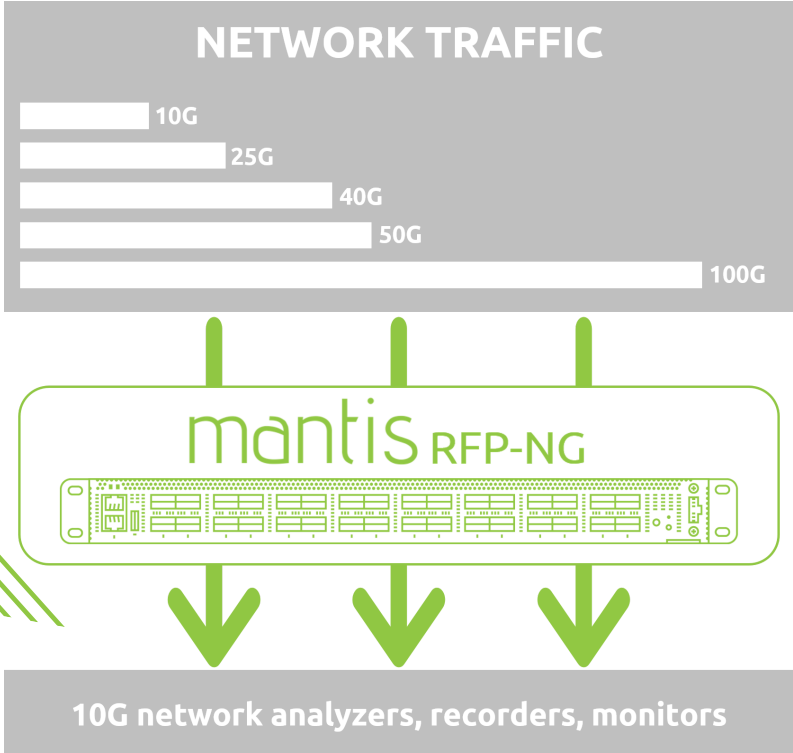 NETWORK TRAFFIC
10G
25G
40G
50G
100G
mantis RFP-NG
10G network analyzers, recorders, monitors